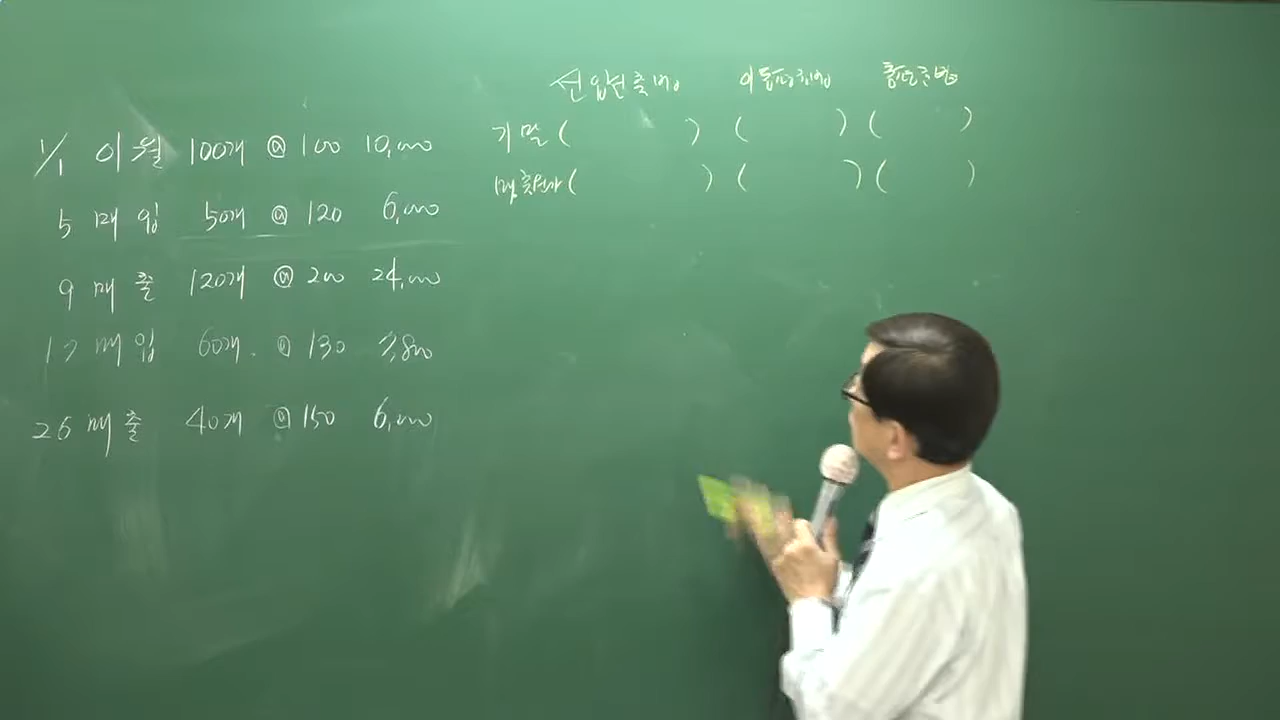 선입선출법 이동평균법 총평균법
기말 ( ) ( ) ( )
매출원가 ( ) ( ) ( )
1/1 이월 100개 @ 100 10,000
5 매입 50개 @ 120 6,000
9 매출 120개 @ 200 24,000
17 매입 60개 @ 130 7,800
26 매출 40개 @ 150 6,000